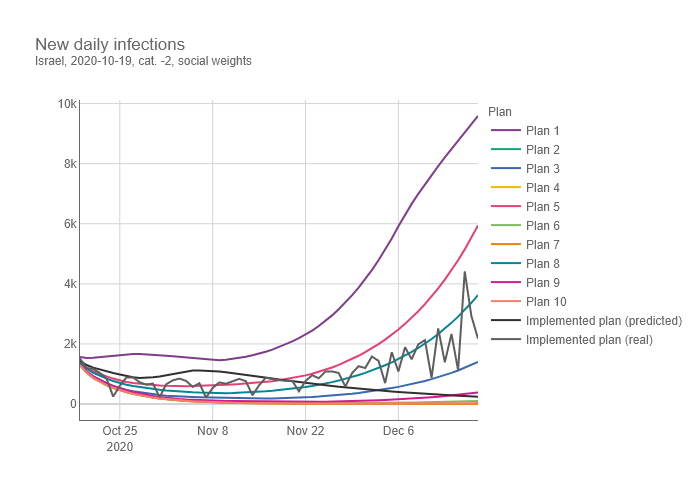 New daily infections
Israel, 2020-10-19, cat. -2, social weights
10k
8k
6k
4k
2k
0
Oct 25
2020
Nov 8
Nov 22
Dec 6
Plan
Plan 1
Plan 2
Plan 3
Plan 4
Plan 5
Plan 6
Plan 7
Plan 8
Plan 9
Plan 10
Implemented plan (predicted)
Implemented plan (real)